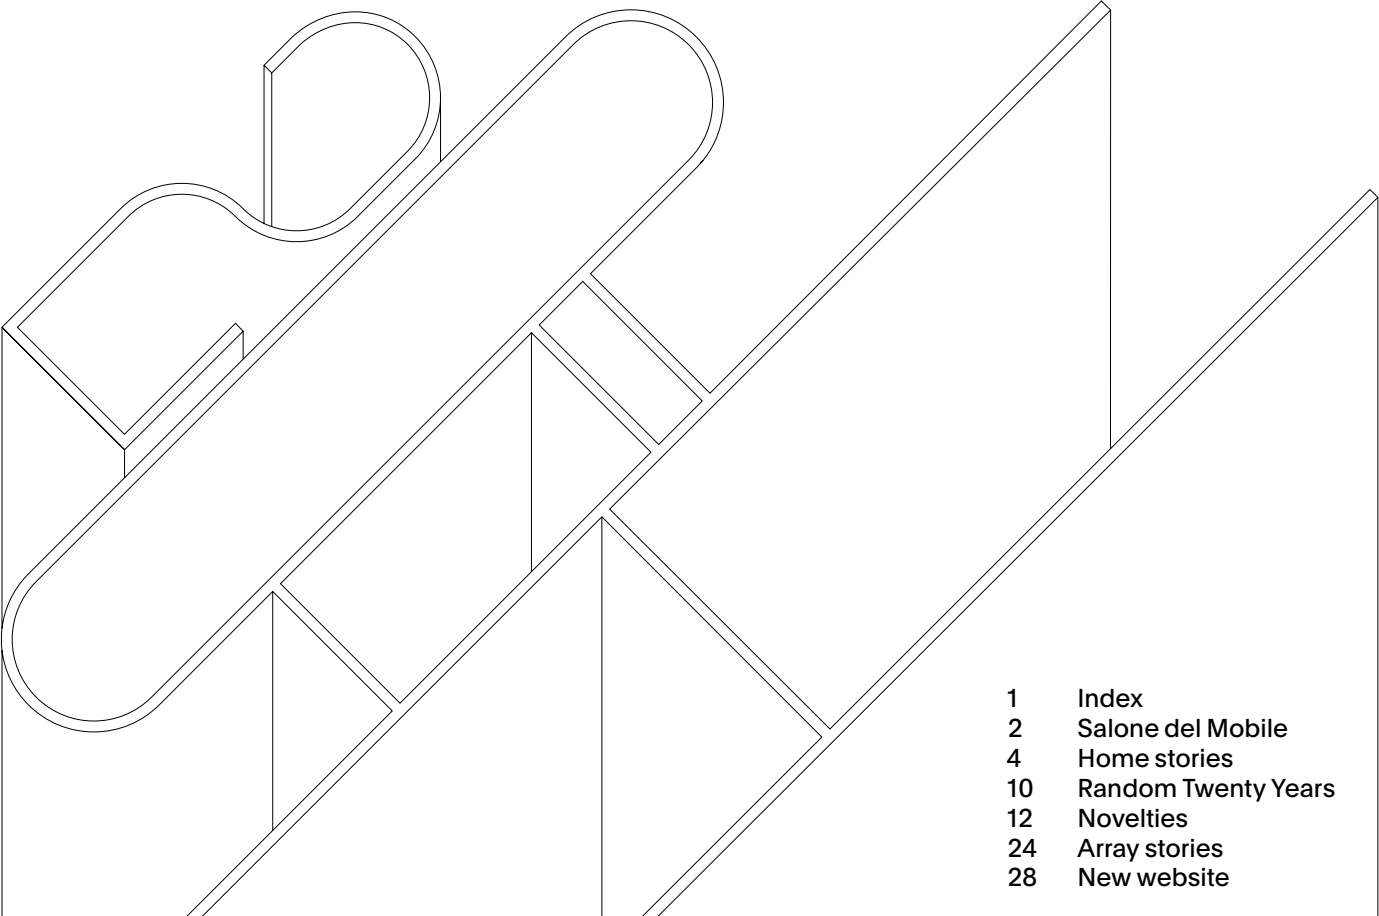 1 Index
2 Salone del Mobile
4 Home stories
10 Random Twenty Years
12 Novelties
24 Array stories
28 New website